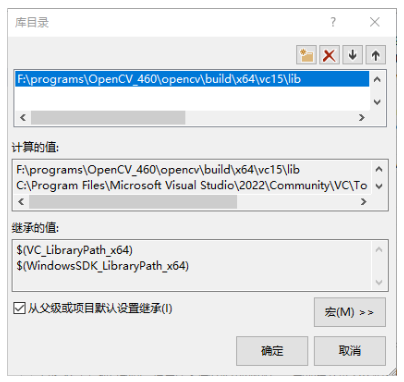 库目录
F:\programs\OpenCV_460\opencv\build\x64\vc15\lib
计算的值:
F:\programs\OpenCV_460\opencv\build\x64\vc15\lib
C:\Program Files\Microsoft Visual Studio\2022\Community\VC\To
继承的值:
$(VC_LibraryPath_x64)
$(WindowsSDK_LibraryPath_x64)
从父级或项目默认设置继承(I)
宏(M) >>
确定
取消